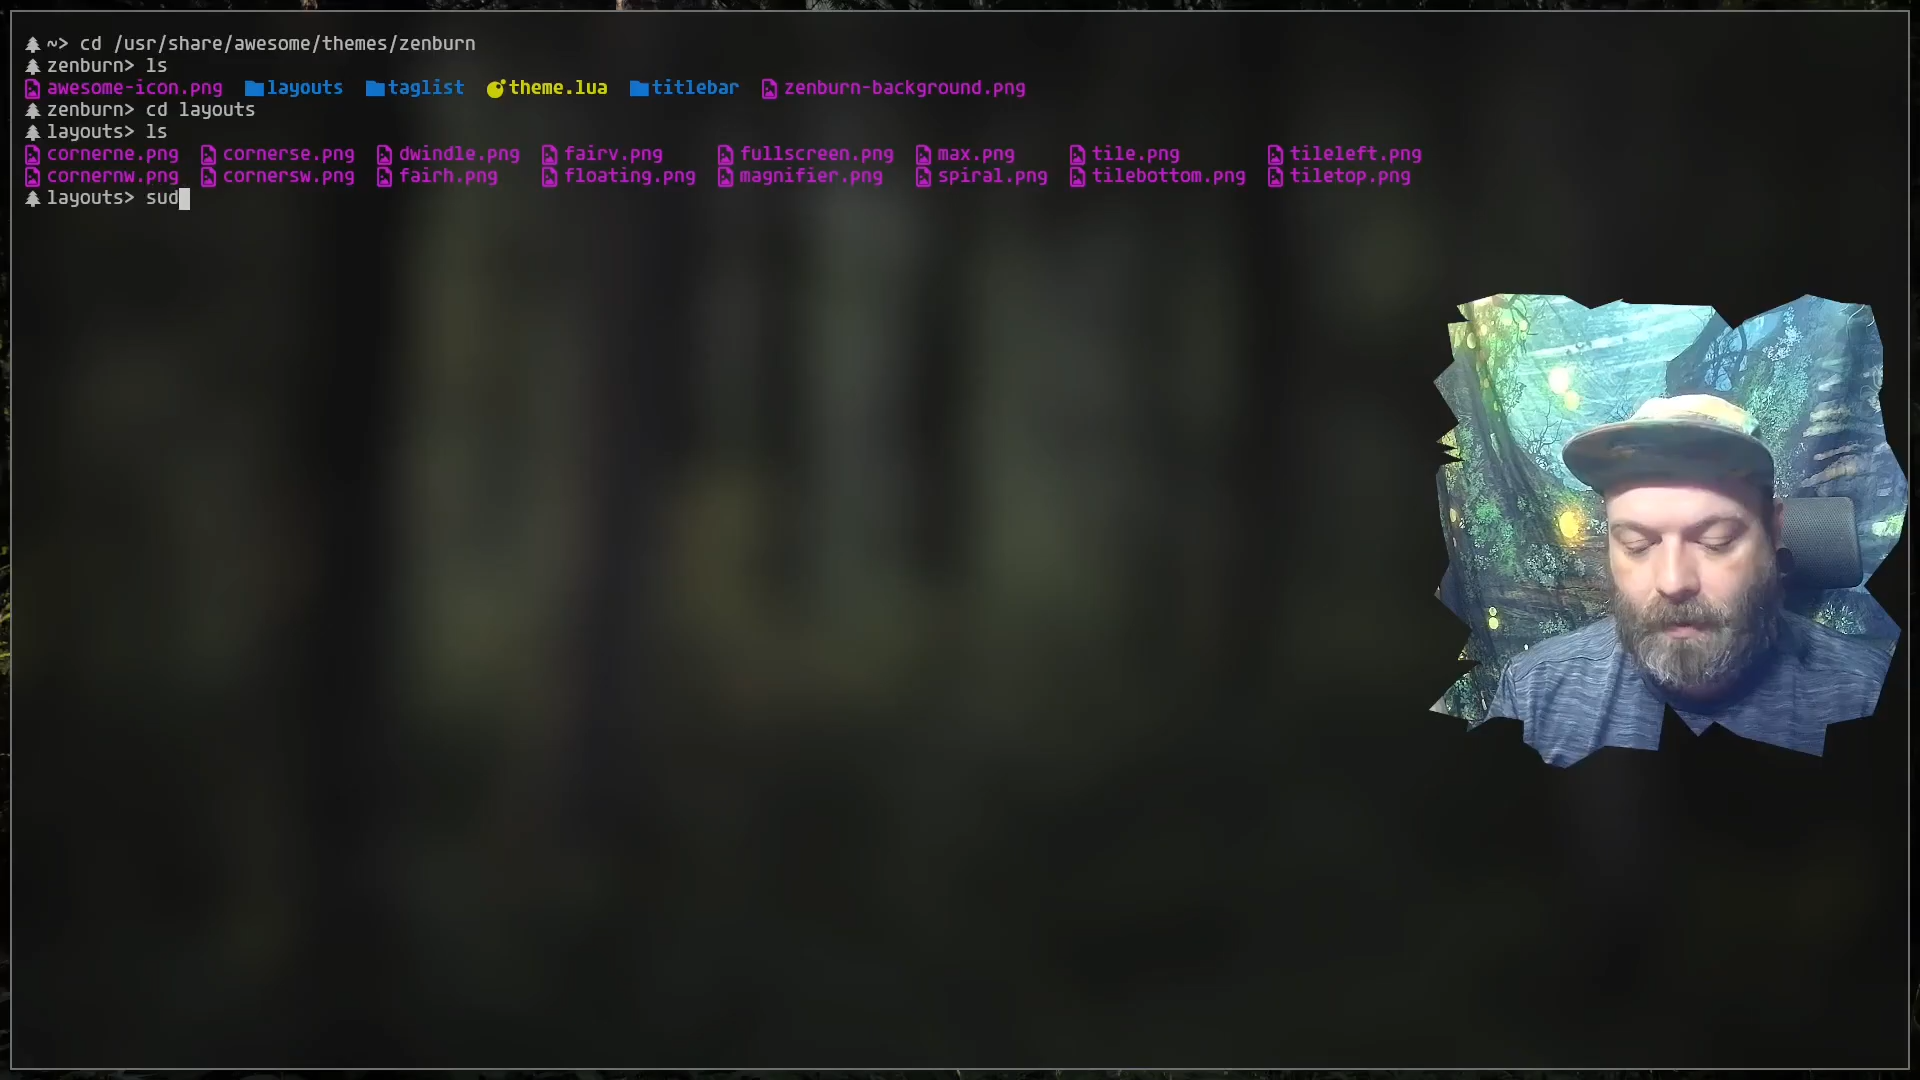 ~> cd /usr/share/awesome/themes/zenburn
zenburn> ls
awesome-icon.png layouts taglist theme.lua titlebar zenburn-background.png
zenburn> cd layouts
layouts> ls
cornerne.png cornerse.png dwindle.png fairv.png fullscreen.png max.png tile.png tileleft.png
cornernw.png cornersw.png fairh.png floating.png magnifier.png spiral.png tilebottom.png tiletop.png
layouts> sud